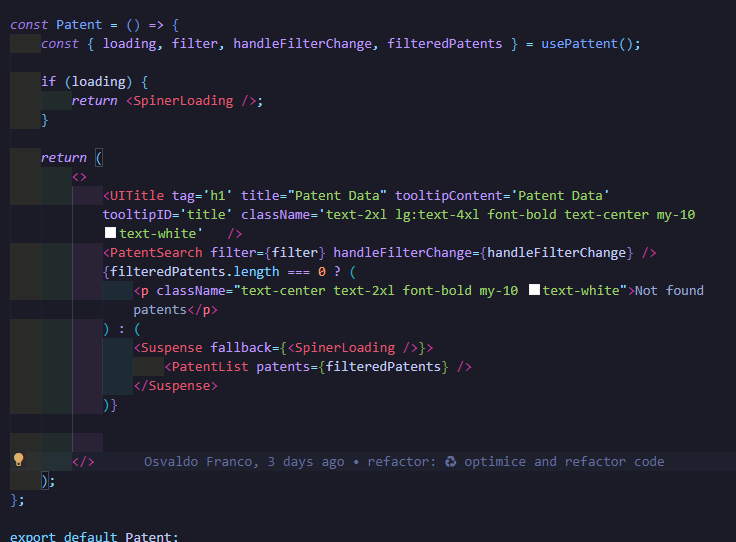 const Patent = () => {
    const { loading, filter, handleFilterChange, filteredPatents } = usePattent();

    if (loading) {
        return <SpinerLoading />;
    }

    return (
        <>
            <UITitle tag='h1' title="Patent Data" tooltipContent='Patent Data'
            tooltipID='title' className='text-2xl lg:text-4xl font-bold text-center my-10
            text-white'   />
            <PatentSearch filter={filter} handleFilterChange={handleFilterChange} />
            {filteredPatents.length === 0 ? (
                <p className="text-center text-2xl font-bold my-10 text-white">Not found
                patents</p>
            ) : (
                <Suspense fallback={<SpinerLoading />}>
                    <PatentList patents={filteredPatents} />
                </Suspense>
            )}

        </>      Osvaldo Franco, 3 days ago • refactor: ♻ optimice and refactor code
    );
};

export default Patent;